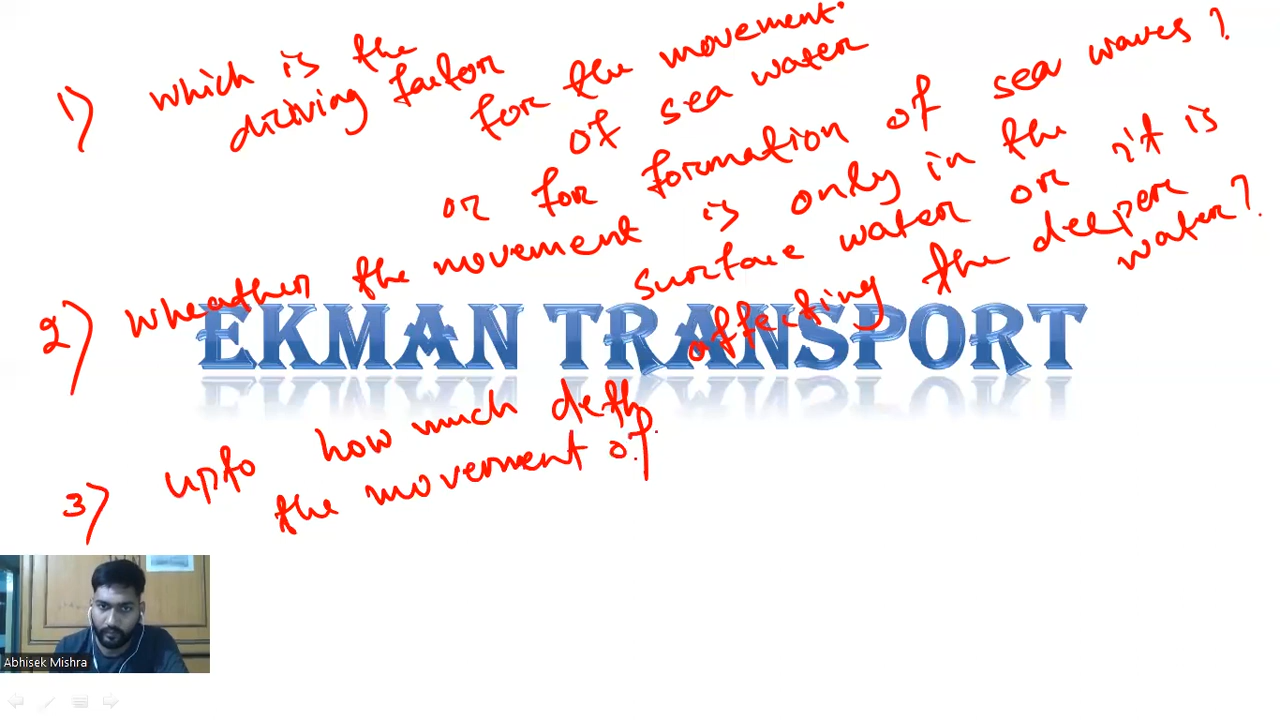 1) which is the
driving factor
for the movement
of sea water
or for formation of sea waves?
2) wheather the movement is only in the
surface water or it is
affecting the deeper
water?
EKMAN TRANSPORT
3) upto how much deth
the movement of
Abhisek Mishra